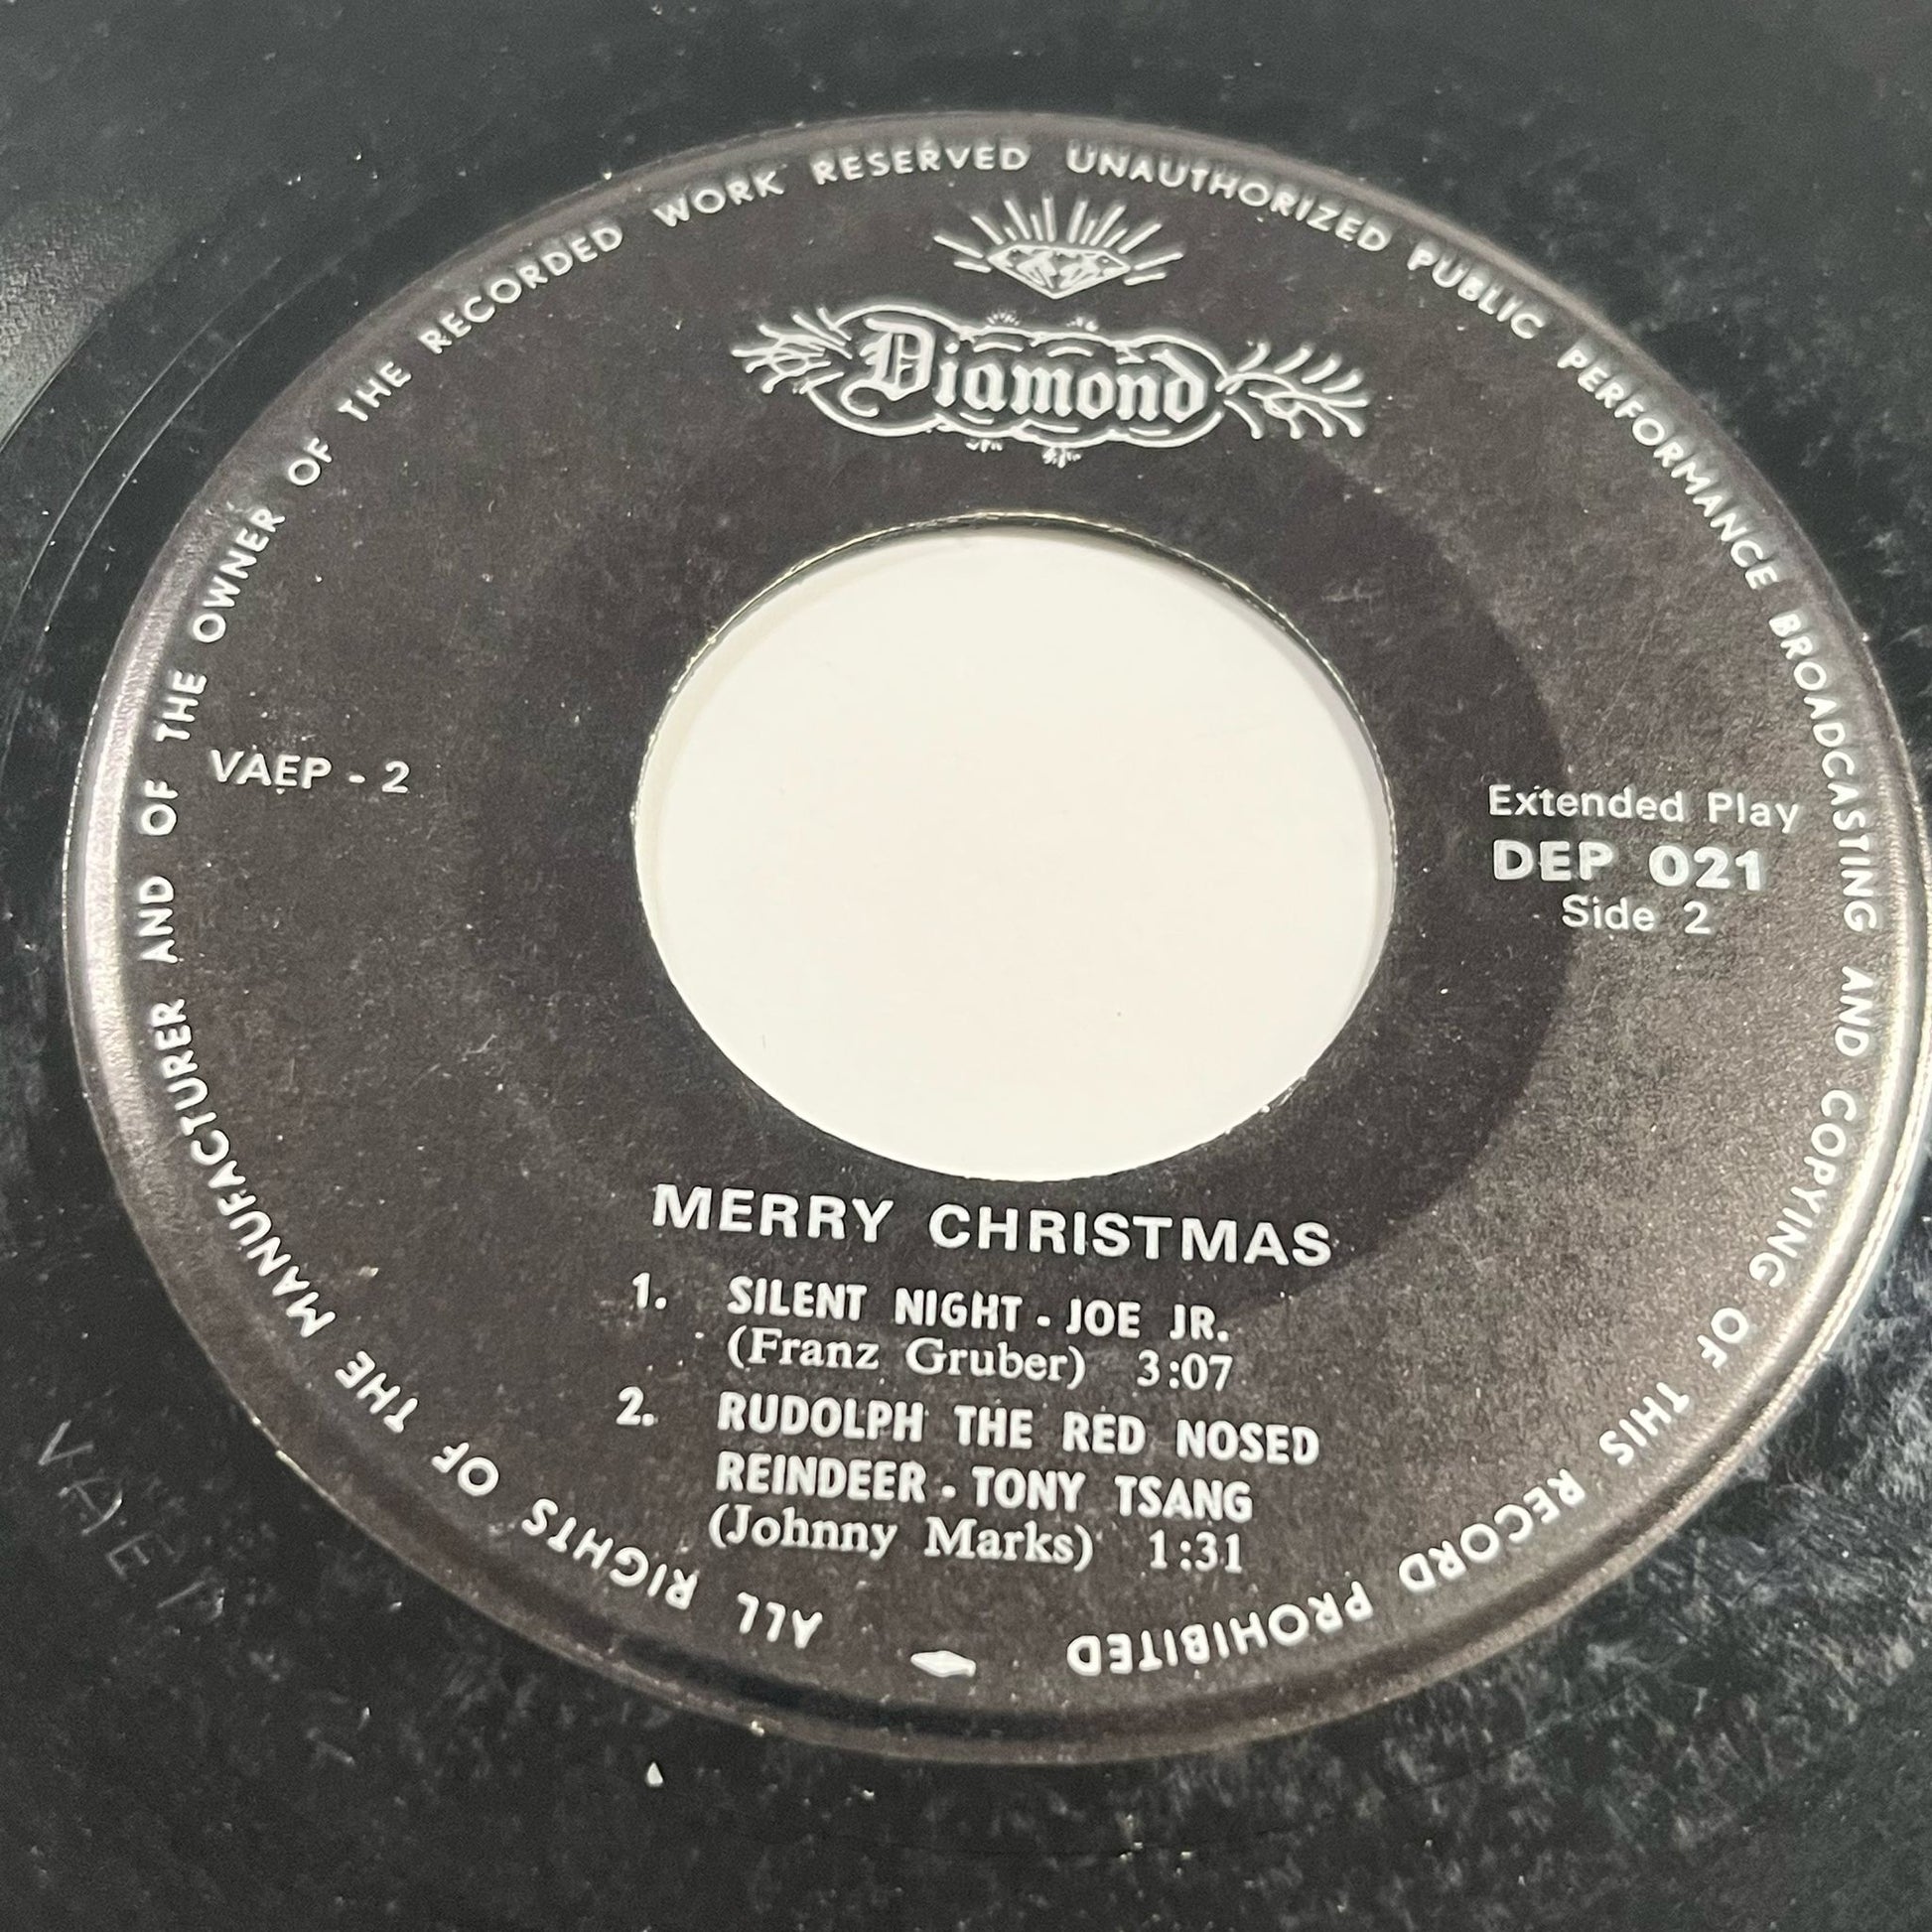 ALL RIGHTS OF THE MANUFACTURER AND OF THE OWNER OF THE RECORDED WORK RESERVED UNAUTHORIZED PUBLIC PERFORMANCE BROADCASTING AND COPYING OF THIS RECORD PROHIBITED
Diamond
VAEP - 2
Extended Play
DEP 021
Side 2
MERRY CHRISTMAS
1. SILENT NIGHT - JOE JR.
(Franz Gruber) 3:07
2. RUDOLPH THE RED NOSED
REINDEER - TONY TSANG
(Johnny Marks) 1:31
VAEP